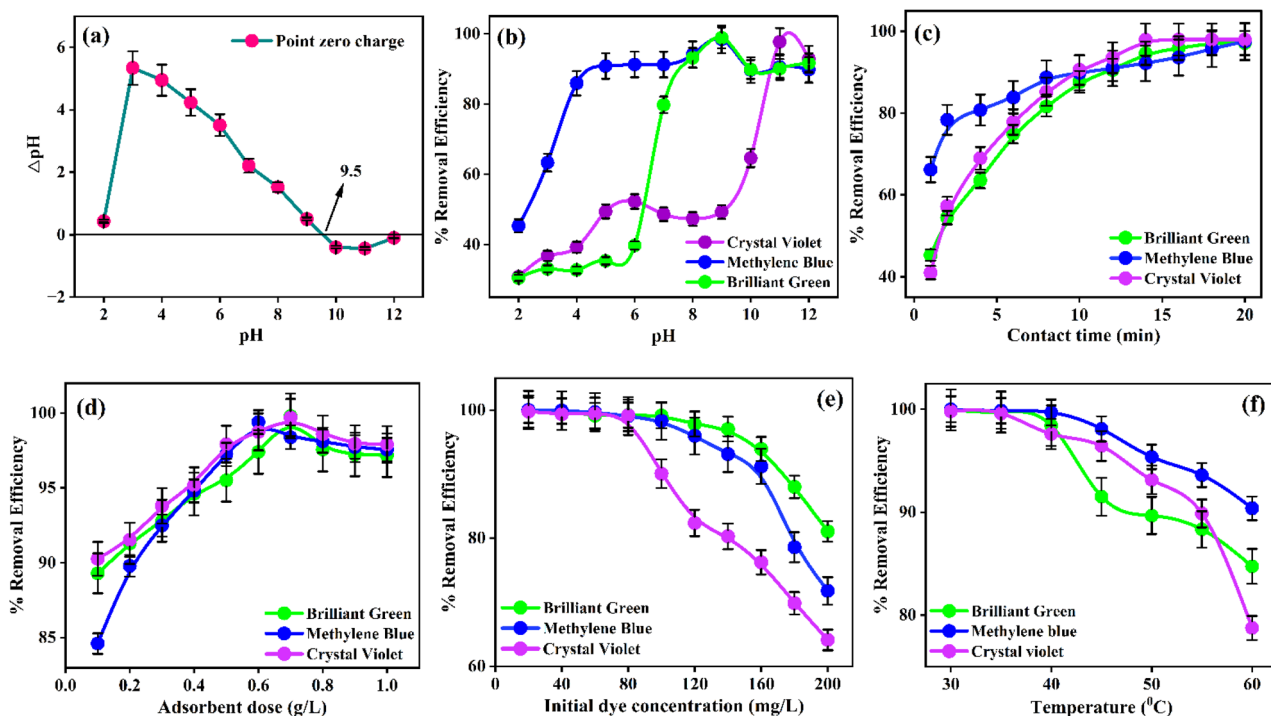 (a)
Point zero charge
9.5
△pH
6
4
2
0
−2
2 4 6 8 10 12
pH
(b)
% Removal Efficiency
100
80
60
40
Crystal Violet
Methylene Blue
Brilliant Green
2 4 6 8 10 12
pH
(c)
% Removal Efficiency
100
80
60
40
Brilliant Green
Methylene Blue
Crystal Violet
0 5 10 15 20
Contact time (min)
(d)
% Removal Efficiency
100
95
90
85
Brilliant Green
Methylene Blue
Crystal Violet
0.0 0.2 0.4 0.6 0.8 1.0
Adsorbent dose (g/L)
(e)
% Removal Efficiency
100
80
60
Brilliant Green
Methylene Blue
Crystal Violet
0 40 80 120 160 200
Initial dye concentration (mg/L)
(f)
% Removal Efficiency
100
90
80
Brilliant Green
Methylene blue
Crystal violet
30 40 50 60
Temperature (⁰C)